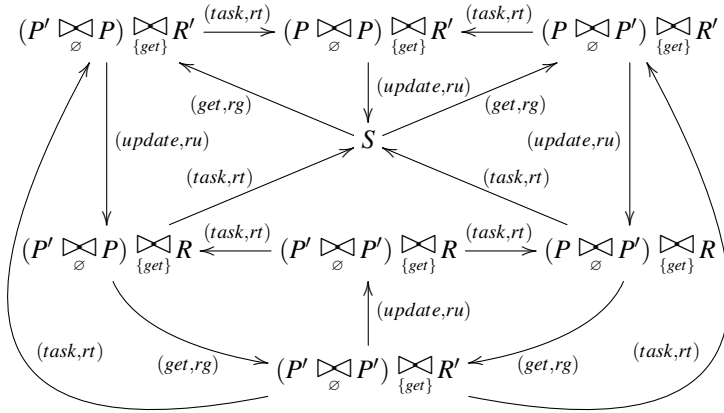 (P′ ⋈_∅ P) ⋈_{get} R′ (task,rt) (P ⋈_∅ P) ⋈_{get} R′ (task,rt) (P ⋈_∅ P′) ⋈_{get} R′
(get,rg) (update,ru) (get,rg)
(update,ru) S (update,ru)
(task,rt) (task,rt)
(P′ ⋈_∅ P) ⋈_{get} R (task,rt) (P′ ⋈_∅ P′) ⋈_{get} R (task,rt) (P ⋈_∅ P′) ⋈_{get} R
(update,ru)
(task,rt) (get,rg) (P′ ⋈_∅ P′) ⋈_{get} R′ (get,rg) (task,rt)